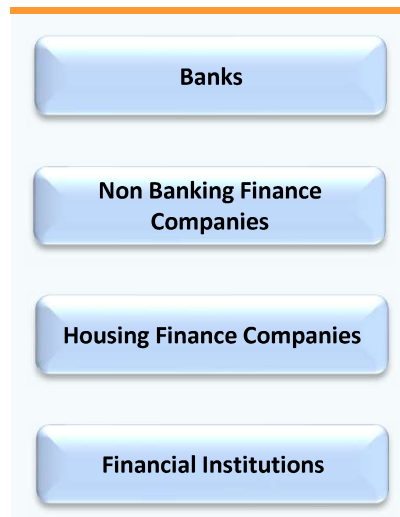 Banks
Non Banking Finance
Companies
Housing Finance Companies
Financial Institutions